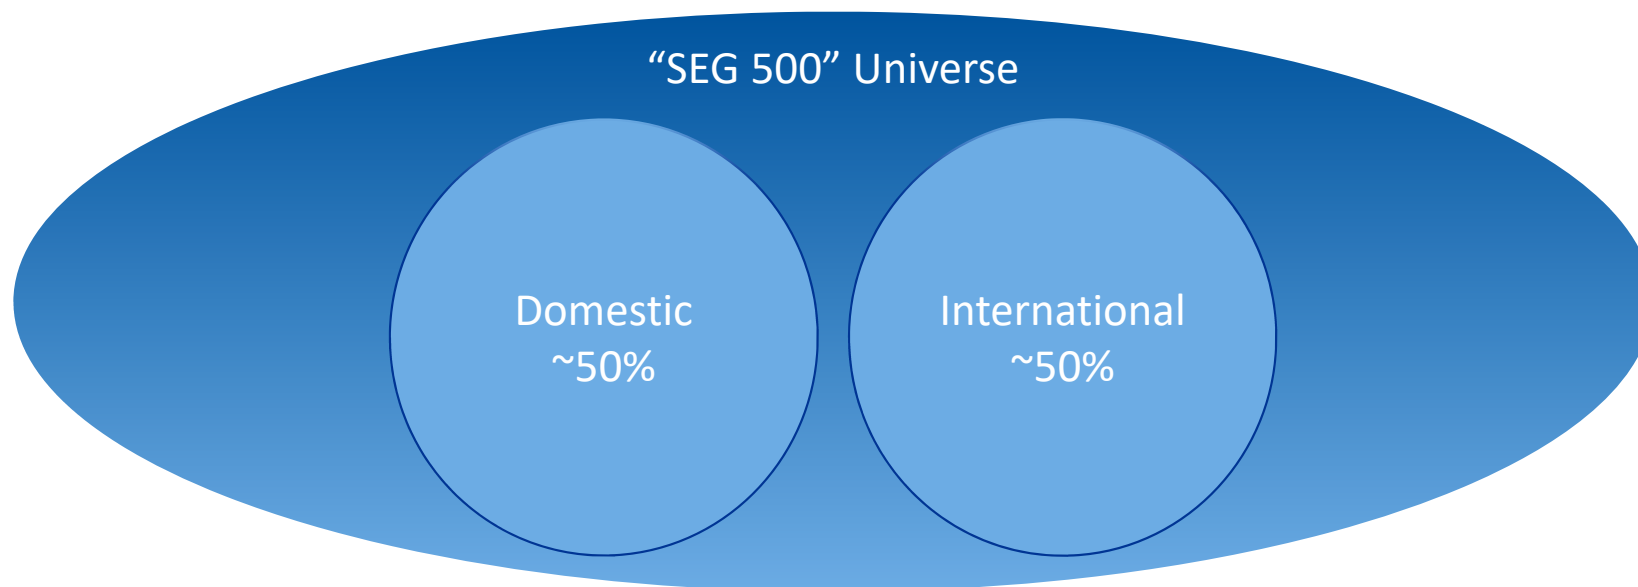 “SEG 500” Universe
Domestic
~50%
International
~50%